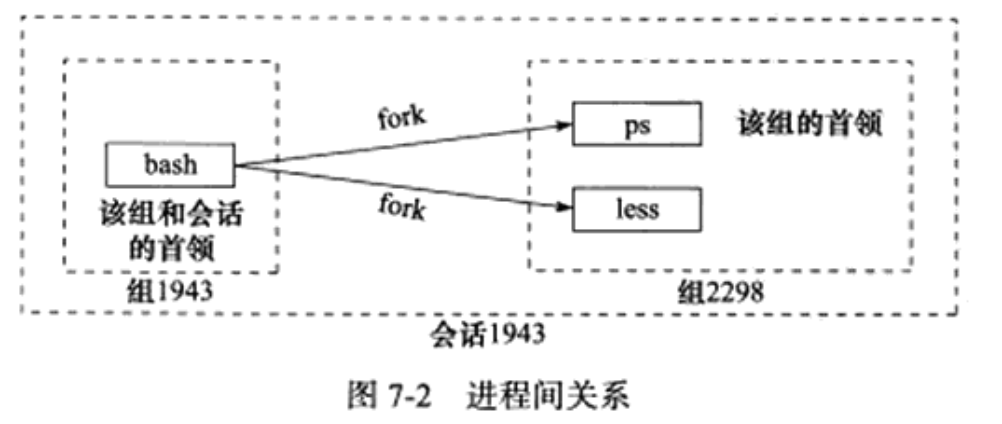 fork
ps
该组的首领
bash
fork
less
该组和会话
的首领
组1943
组2298
会话1943
图 7-2 进程间关系